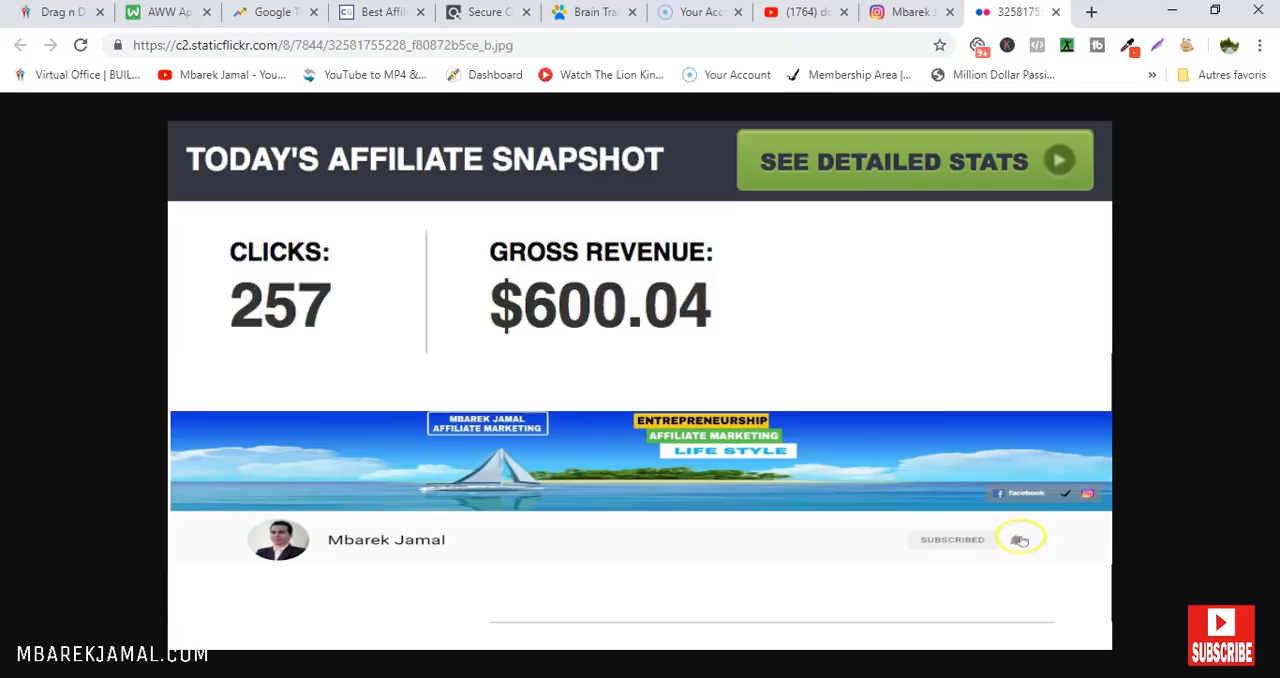 Drag n D
AWW Ap
Google T
Best Affil
Secure C
Brain Tra
Your Acc
(1764) do
Mbarek J
3258175
https://c2.staticflickr.com/8/7844/32581755228_f80872b5ce_b.jpg
9+
Virtual Office | BUIL...
Mbarek Jamal - You...
YouTube to MP4 &...
Dashboard
Watch The Lion Kin...
Your Account
Membership Area |...
Million Dollar Passi...
»
Autres favoris
TODAY'S AFFILIATE SNAPSHOT
SEE DETAILED STATS
CLICKS:
GROSS REVENUE:
257
$600.04
MBAREK JAMAL
AFFILIATE MARKETING
ENTREPRENEURSHIP
AFFILIATE MARKETING
LIFE STYLE
facebook
Mbarek Jamal
SUBSCRIBED
MBAREKJAMAL.COM
SUBSCRIBE